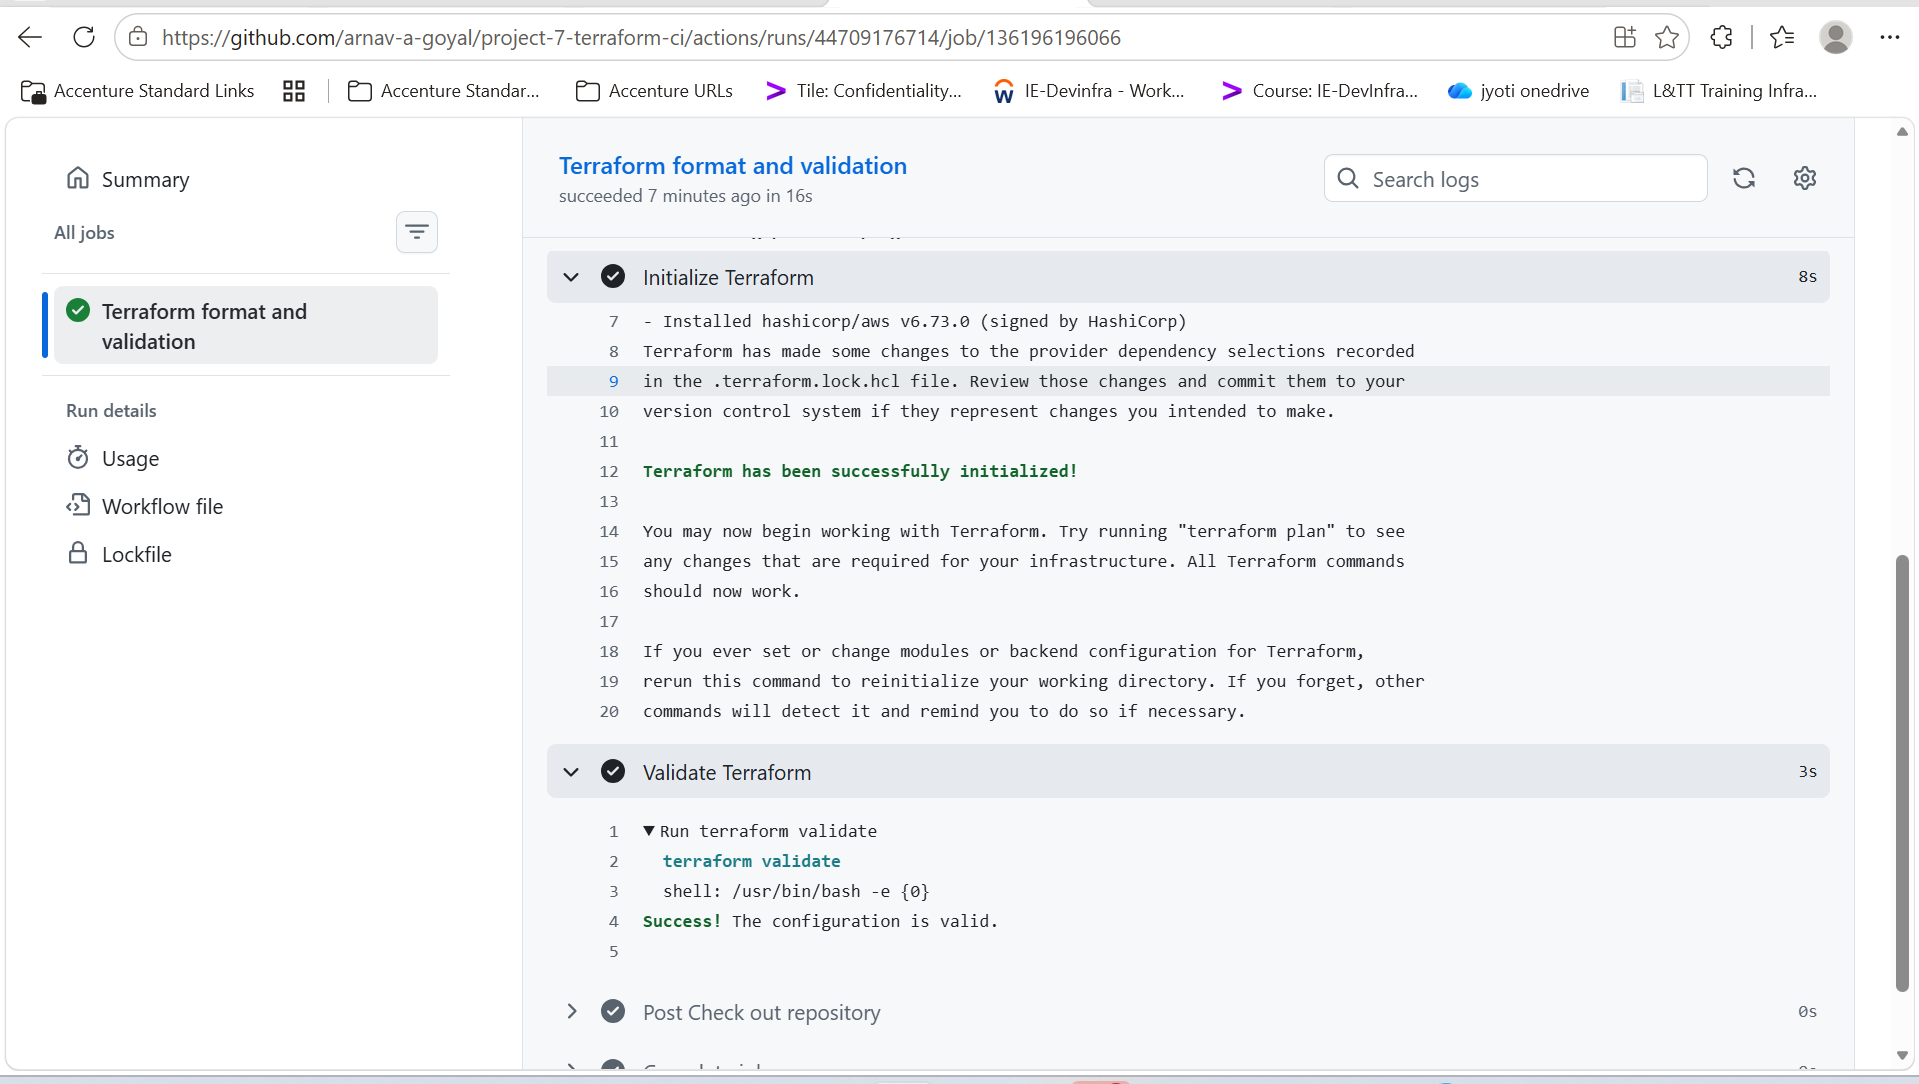 https://github.com/arnav-a-goyal/project-7-terraform-ci/actions/runs/44709176714/job/136196196066
Accenture Standard Links
Accenture Standar...
Accenture URLs
Tile: Confidentiality...
IE-Devinfra - Work...
Course: IE-DevInfra...
jyoti onedrive
L&TT Training Infra...
Summary
All jobs
Terraform format and
validation
Run details
Usage
Workflow file
Lockfile
Terraform format and validation
succeeded 7 minutes ago in 16s
Search logs
Initialize Terraform 8s
7 - Installed hashicorp/aws v6.73.0 (signed by HashiCorp)
8 Terraform has made some changes to the provider dependency selections recorded
9 in the .terraform.lock.hcl file. Review those changes and commit them to your
10 version control system if they represent changes you intended to make.
11
12 Terraform has been successfully initialized!
13
14 You may now begin working with Terraform. Try running "terraform plan" to see
15 any changes that are required for your infrastructure. All Terraform commands
16 should now work.
17
18 If you ever set or change modules or backend configuration for Terraform,
19 rerun this command to reinitialize your working directory. If you forget, other
20 commands will detect it and remind you to do so if necessary.
Validate Terraform 3s
1 ▼ Run terraform validate
2 terraform validate
3 shell: /usr/bin/bash -e {0}
4 Success! The configuration is valid.
5
Post Check out repository 0s